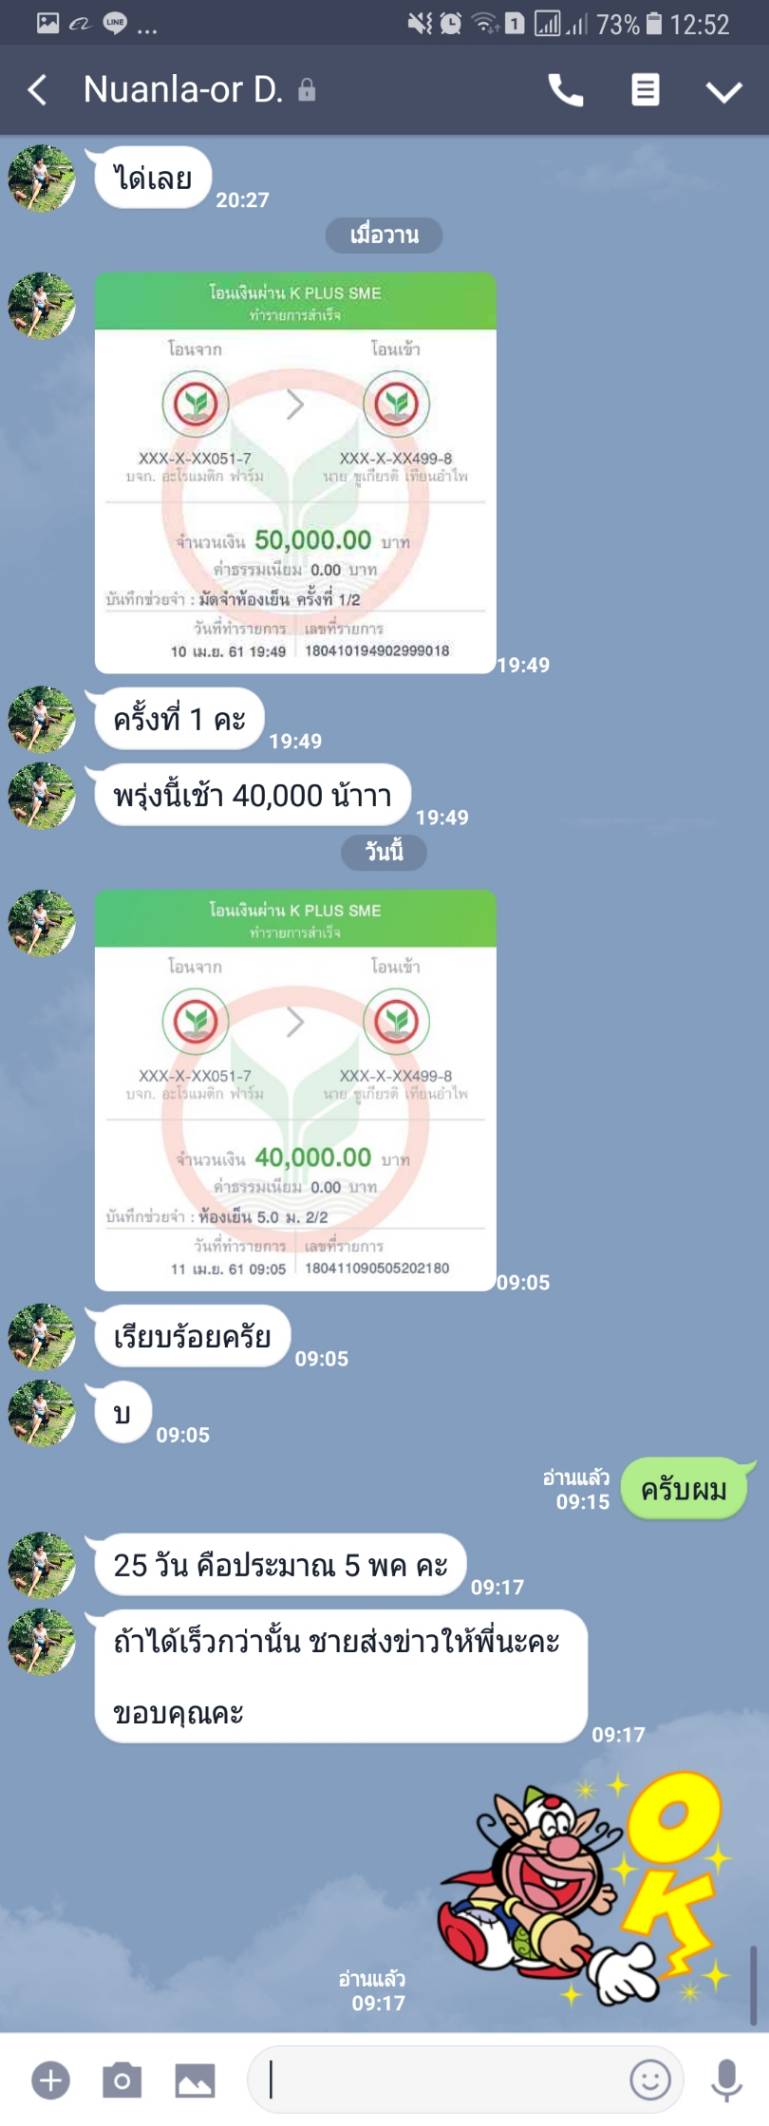 LINE
...
1
73%
12:52
Nuanla-or D.
ได่เลย
20:27
เมื่อวาน
โอนเงินผ่าน K PLUS SME
ทำรายการสำเร็จ
โอนจาก
โอนเข้า
XXX-X-XX051-7
XXX-X-XX499-8
บจก. อะโรแมติก ฟาร์ม
นาย ชูเกียรติ เทียนอำไพ
จำนวนเงิน 50,000.00 บาท
ค่าธรรมเนียม 0.00 บาท
บันทึกช่วยจำ : มัดจำห้องเย็น ครั้งที่ 1/2
วันที่ทำรายการ
เลขที่รายการ
10 เม.ย. 61 19:49
180410194902999018
19:49
ครั้งที่ 1 คะ
19:49
พรุ่งนี้เช้า 40,000 น้าาา
19:49
วันนี้
โอนเงินผ่าน K PLUS SME
ทำรายการสำเร็จ
โอนจาก
โอนเข้า
XXX-X-XX051-7
XXX-X-XX499-8
บจก. อะโรแมติก ฟาร์ม
นาย ชูเกียรติ เทียนอำไพ
จำนวนเงิน 40,000.00 บาท
ค่าธรรมเนียม 0.00 บาท
บันทึกช่วยจำ : ห้องเย็น 5.0 ม. 2/2
วันที่ทำรายการ
เลขที่รายการ
11 เม.ย. 61 09:05
180411090505202180
09:05
เรียบร้อยครัย
09:05
บ
09:05
อ่านแล้ว
09:15
ครับผม
25 วัน คือประมาณ 5 พค คะ
09:17
ถ้าได้เร็วกว่านั้น ชายส่งข่าวให้พี่นะคะ
ขอบคุณคะ
09:17
OK
อ่านแล้ว
09:17